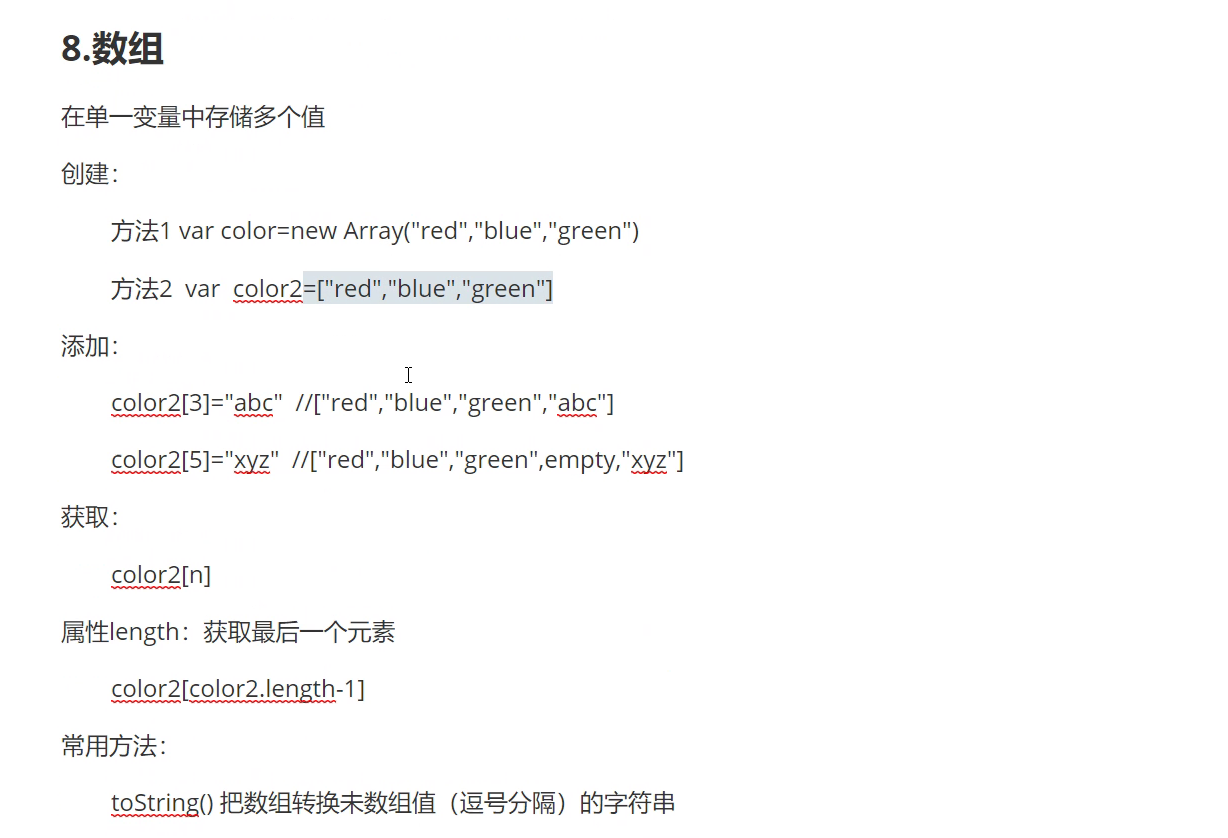 8.数组
在单一变量中存储多个值
创建：
方法1 var color=new Array("red","blue","green")
方法2 var color2=["red","blue","green"]
添加：
color2[3]="abc" //["red","blue","green","abc"]
color2[5]="xyz" //["red","blue","green",empty,"xyz"]
获取：
color2[n]
属性length：获取最后一个元素
color2[color2.length-1]
常用方法：
toString() 把数组转换未数组值（逗号分隔）的字符串